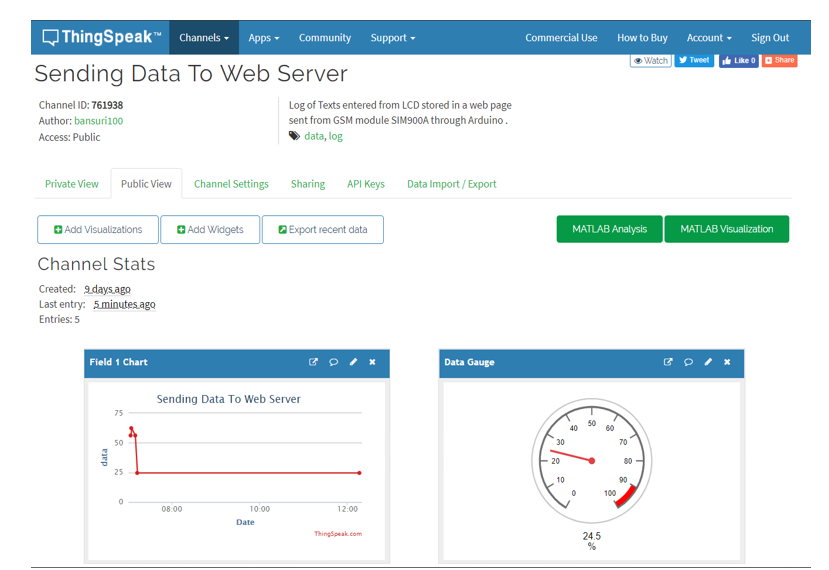 ThingSpeak™ Channels Apps Community Support Commercial Use How to Buy Account Sign Out
Sending Data To Web Server
Watch Tweet Like 0 Share
Channel ID: 761938
Author: bansuri100
Access: Public
Log of Texts entered from LCD stored in a web page
sent from GSM module SIM900A through Arduino .
data, log
Private View Public View Channel Settings Sharing API Keys Data Import / Export
Add Visualizations Add Widgets Export recent data MATLAB Analysis MATLAB Visualization
Channel Stats
Created: 9 days ago
Last entry: 5 minutes ago
Entries: 5
Field 1 Chart
Sending Data To Web Server
data
75
50
25
0
08:00 10:00 12:00
Date
ThingSpeak.com
Data Gauge
0
10
20
30
40
50
60
70
80
90
100
24.5
%